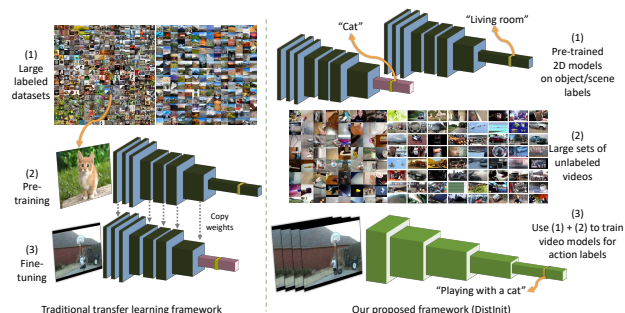 (1)
Large
labeled
datasets
(2)
Pre-
training
(3)
Fine-
tuning
Copy
weights
Traditional transfer learning framework
“Cat”
“Living room”
(1)
Pre-trained
2D models
on object/scene
labels
(2)
Large sets of
unlabeled
videos
(3)
Use (1) + (2) to train
video models for
action labels
“Playing with a cat”
Our proposed framework (DistInit)